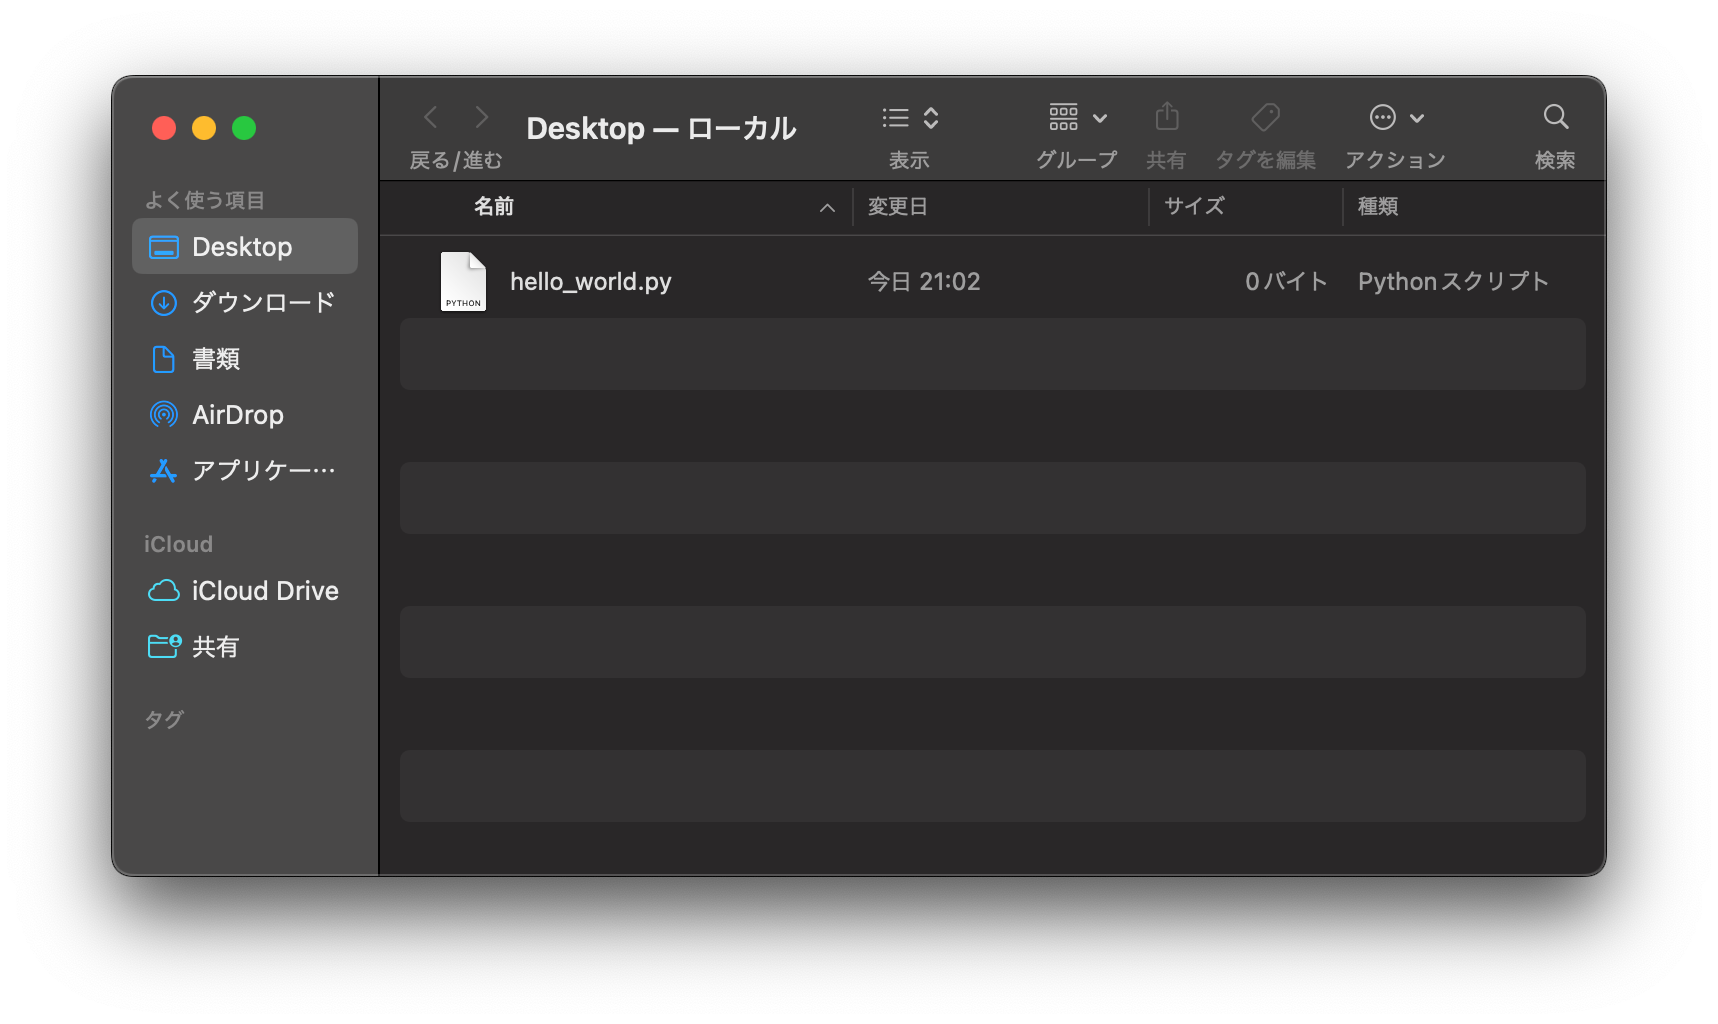 Desktop — ローカル
戻る/進む
表示
グループ
共有
タグを編集
アクション
検索
よく使う項目
Desktop
ダウンロード
書類
AirDrop
アプリケー…
iCloud
iCloud Drive
共有
タグ
名前 変更日 サイズ 種類
PYTHON
hello_world.py 今日 21:02 0バイト Pythonスクリプト